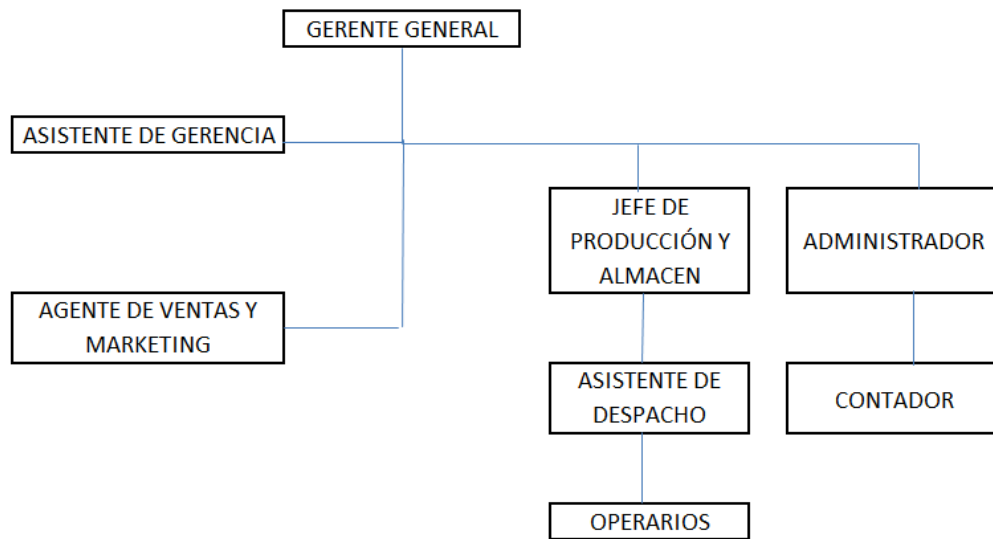 GERENTE GENERAL
ASISTENTE DE GERENCIA
JEFE DE
PRODUCCIÓN Y
ALMACEN
ADMINISTRADOR
AGENTE DE VENTAS Y
MARKETING
ASISTENTE DE
DESPACHO
CONTADOR
OPERARIOS